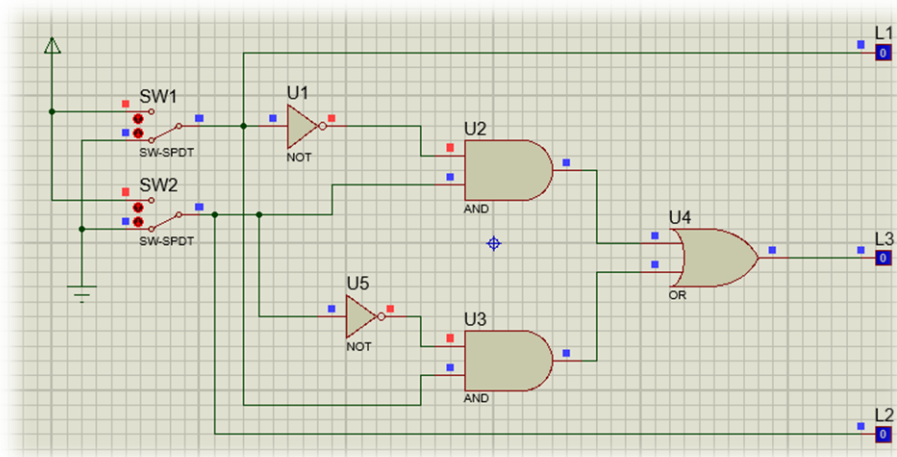 L1
0
SW1
SW-SPDT
U1
NOT
U2
AND
SW2
SW-SPDT
U4
OR
L3
0
U5
NOT
U3
AND
L2
0